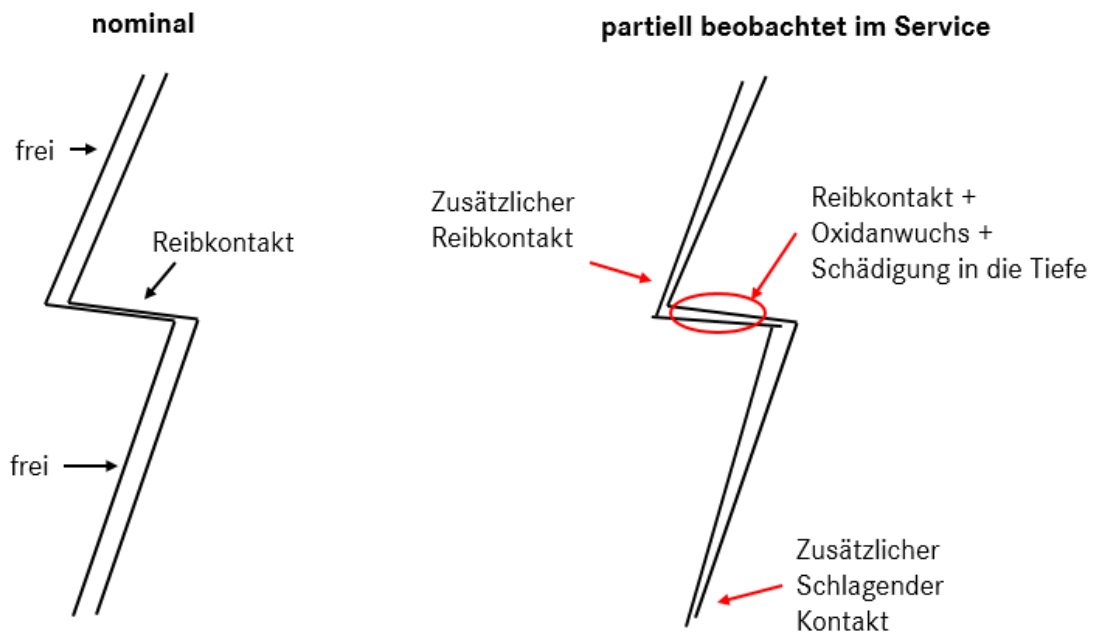 nominal
frei
Reibkontakt
frei
partiell beobachtet im Service
Zusätzlicher
Reibkontakt
Reibkontakt +
Oxidanwuchs +
Schädigung in die Tiefe
Zusätzlicher
Schlagender
Kontakt